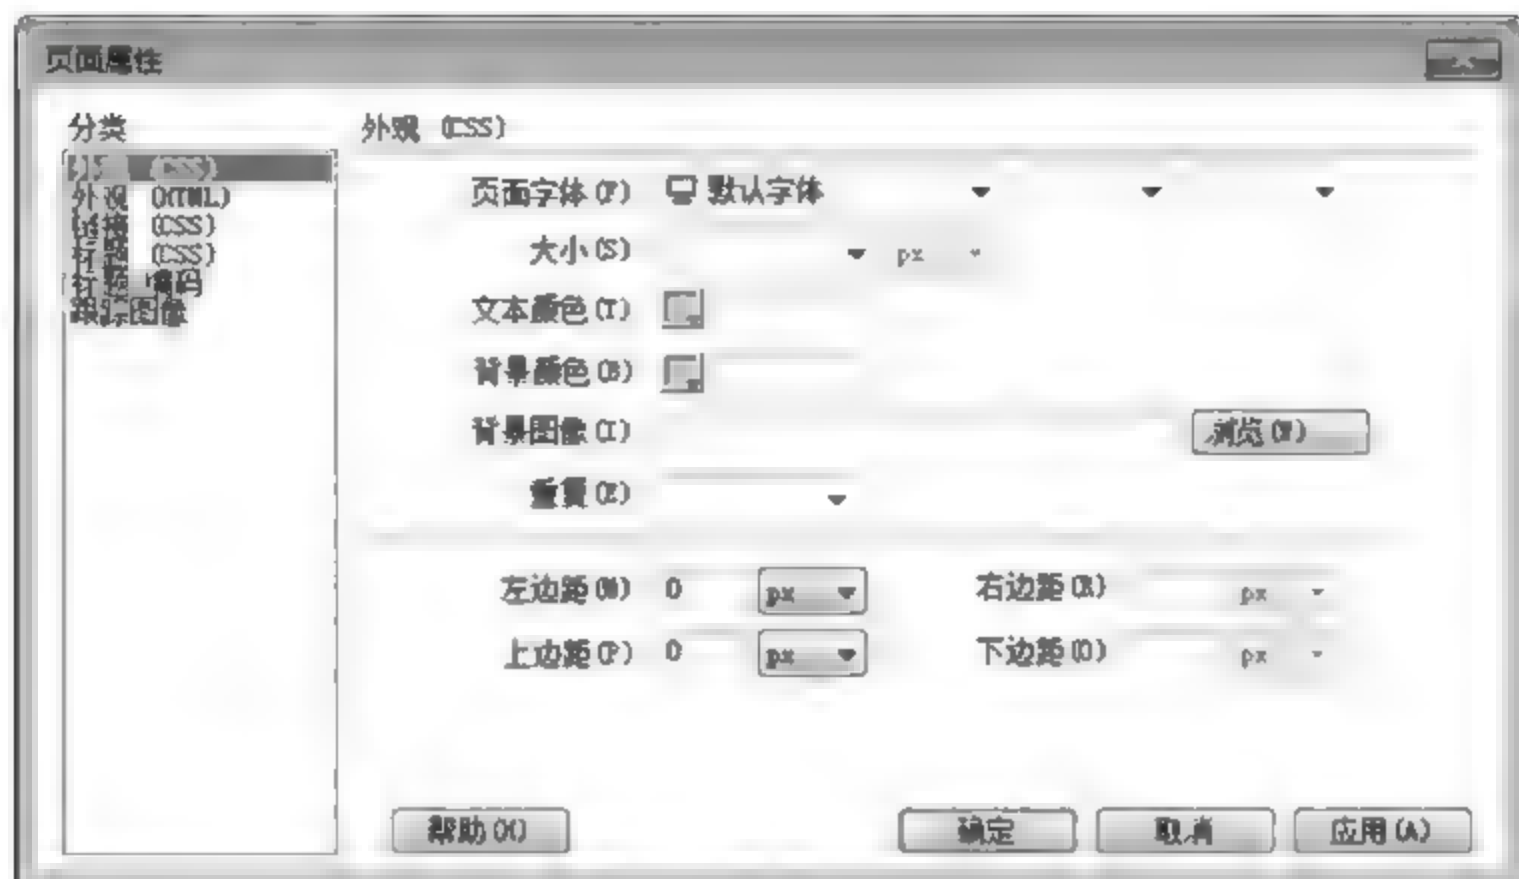 页面属性
分类
外观 (CSS)
外观 (CSS)
外观 (HTML)
链接 (CSS)
标题 (CSS)
标题/编码
跟踪图像
页面字体(F) 默认字体
大小(S) px
文本颜色(T)
背景颜色(B)
背景图像(I) 浏览(W)
重复(E)
左边距(M) 0 px 右边距(R) px
上边距(P) 0 px 下边距(O) px
帮助(H) 确定 取消 应用(A)